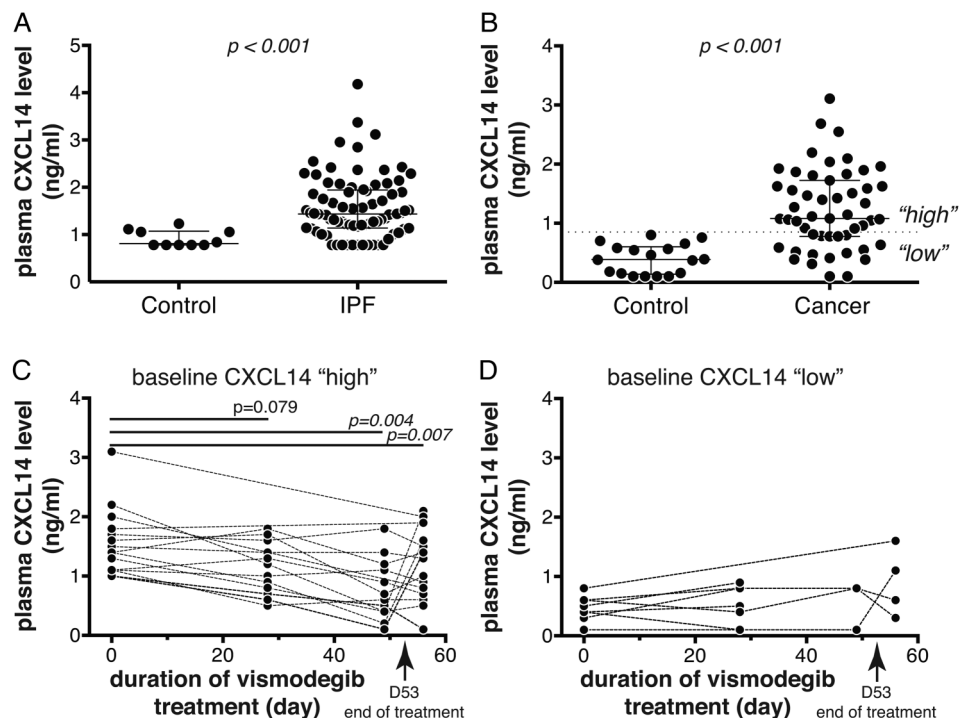 A
p < 0.001
plasma CXCL14 level
(ng/ml)
5
4
3
2
1
0
Control
IPF
B
p < 0.001
plasma CXCL14 level
(ng/ml)
4
3
2
1
0
"high"
"low"
Control
Cancer
C
baseline CXCL14 "high"
p=0.079
p=0.004
p=0.007
plasma CXCL14 level
(ng/ml)
4
3
2
1
0
0 20 40 60
duration of vismodegib
treatment (day)
D53
end of treatment
D
baseline CXCL14 "low"
plasma CXCL14 level
(ng/ml)
4
3
2
1
0
0 20 40 60
duration of vismodegib
treatment (day)
D53
end of treatment